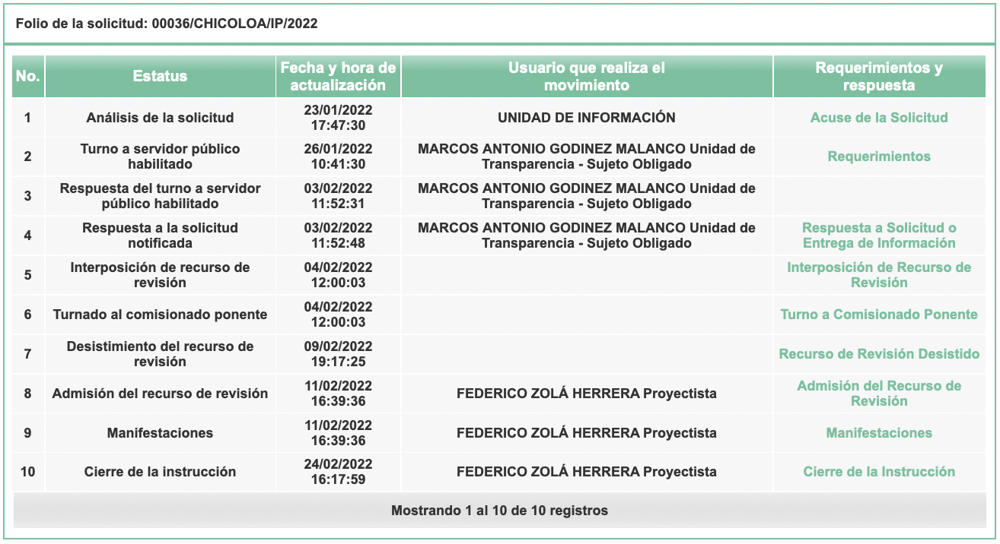 Folio de la solicitud: 00036/CHICOLOA/IP/2022
No.
Estatus
Fecha y hora de
actualización
Usuario que realiza el
movimiento
Requerimientos y
respuesta
1
Análisis de la solicitud
23/01/2022
17:47:30
UNIDAD DE INFORMACIÓN
Acuse de la Solicitud
2
Turno a servidor público
habilitado
26/01/2022
10:41:30
MARCOS ANTONIO GODINEZ MALANCO Unidad de
Transparencia - Sujeto Obligado
Requerimientos
3
Respuesta del turno a servidor
público habilitado
03/02/2022
11:52:31
MARCOS ANTONIO GODINEZ MALANCO Unidad de
Transparencia - Sujeto Obligado
4
Respuesta a la solicitud
notificada
03/02/2022
11:52:48
MARCOS ANTONIO GODINEZ MALANCO Unidad de
Transparencia - Sujeto Obligado
Respuesta a Solicitud o
Entrega de Información
5
Interposición de recurso de
revisión
04/02/2022
12:00:03
Interposición de Recurso de
Revisión
6
Turnado al comisionado ponente
04/02/2022
12:00:03
Turno a Comisionado Ponente
7
Desistimiento del recurso de
revisión
09/02/2022
19:17:25
Recurso de Revisión Desistido
8
Admisión del recurso de revisión
11/02/2022
16:39:36
FEDERICO ZOLÁ HERRERA Proyectista
Admisión del Recurso de
Revisión
9
Manifestaciones
11/02/2022
16:39:36
FEDERICO ZOLÁ HERRERA Proyectista
Manifestaciones
10
Cierre de la instrucción
24/02/2022
16:17:59
FEDERICO ZOLÁ HERRERA Proyectista
Cierre de la Instrucción
Mostrando 1 al 10 de 10 registros